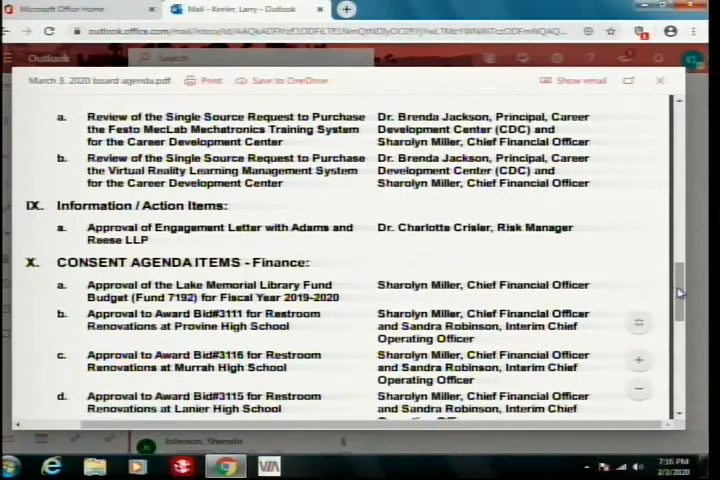 Microsoft Office Home
Mail - Keeler, Larry - Outlook
Outlook
Search
March 3, 2020 board agenda.pdf Print Save to OneDrive Show email
a. Review of the Single Source Request to Purchase Dr. Brenda Jackson, Principal, Career
the Festo MecLab Mechatronics Training System Development Center (CDC) and
for the Career Development Center Sharolyn Miller, Chief Financial Officer
b. Review of the Single Source Request to Purchase Dr. Brenda Jackson, Principal, Career
the Virtual Reality Learning Management System Development Center (CDC) and
for the Career Development Center Sharolyn Miller, Chief Financial Officer
IX. Information / Action Items:
a. Approval of Engagement Letter with Adams and Dr. Charlotte Crisler, Risk Manager
Reese LLP
X. CONSENT AGENDA ITEMS - Finance:
a. Approval of the Lake Memorial Library Fund Sharolyn Miller, Chief Financial Officer
Budget (Fund 7192) for Fiscal Year 2019-2020
b. Approval to Award Bid#3111 for Restroom Sharolyn Miller, Chief Financial Officer
Renovations at Provine High School and Sandra Robinson, Interim Chief
Operating Officer
c. Approval to Award Bid#3116 for Restroom Sharolyn Miller, Chief Financial Officer
Renovations at Murrah High School and Sandra Robinson, Interim Chief
Operating Officer
d. Approval to Award Bid#3115 for Restroom Sharolyn Miller, Chief Financial Officer
Renovations at Lanier High School and Sandra Robinson, Interim Chief
VIA
7:16 PM
3/3/2020